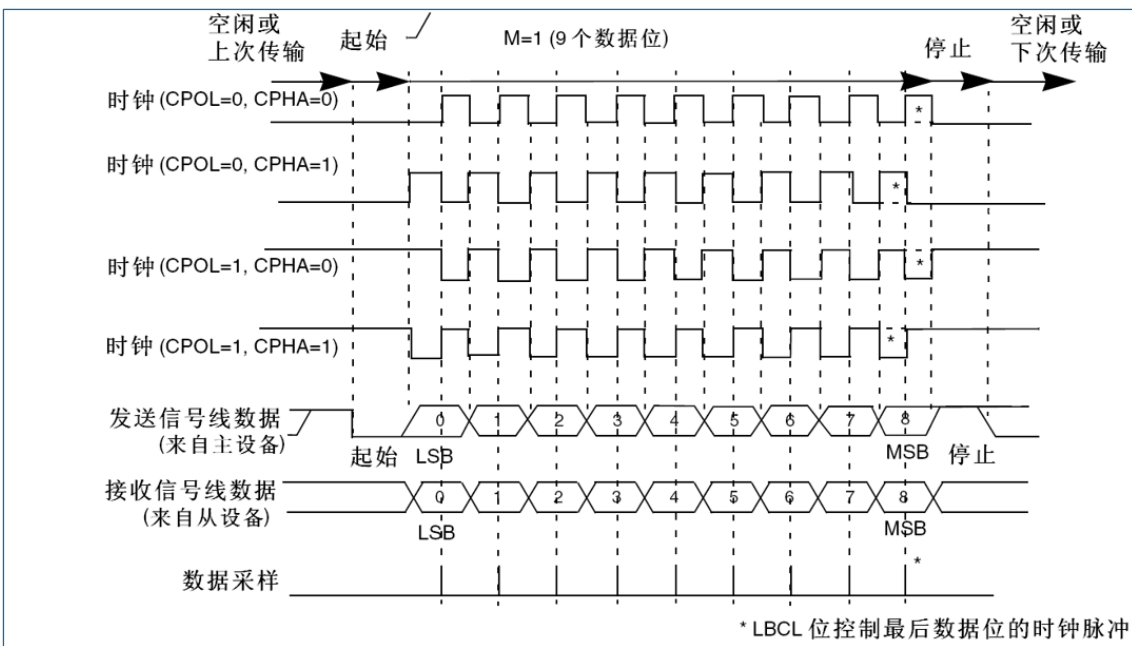 空闲或
上次传输
起始
M=1 (9 个数据位)
停止
空闲或
下次传输
时钟 (CPOL=0, CPHA=0)
*
时钟 (CPOL=0, CPHA=1)
*
时钟 (CPOL=1, CPHA=0)
*
时钟 (CPOL=1, CPHA=1)
*
发送信号线数据
(来自主设备)
0 1 2 3 4 5 6 7 8
起始 LSB MSB 停止
接收信号线数据
(来自从设备)
0 1 2 3 4 5 6 7 8
LSB MSB
数据采样
*
* LBCL 位控制最后数据位的时钟脉冲